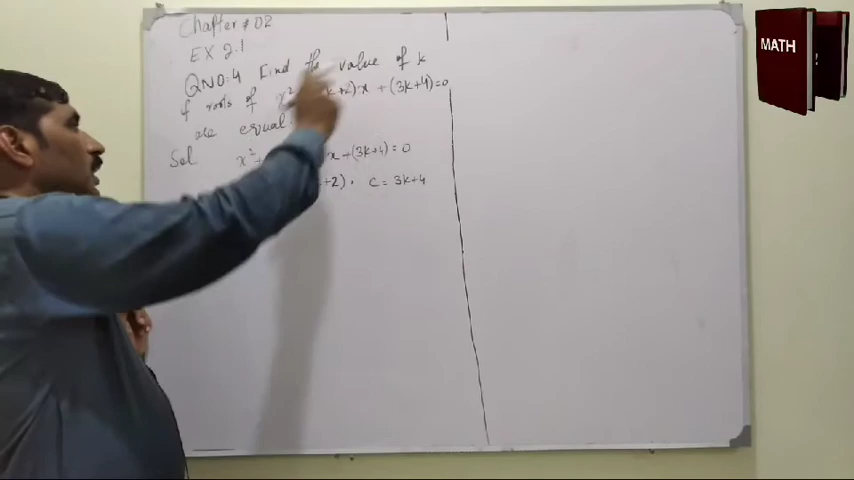 Chapter # 02
EX 2.1
QNO:4 Find the value of k
if roots of x² k+2)x +(3k+4)=0
are equal.
Sol x² x+(3k+4)=0
+2) , c = 3k+4
MATH